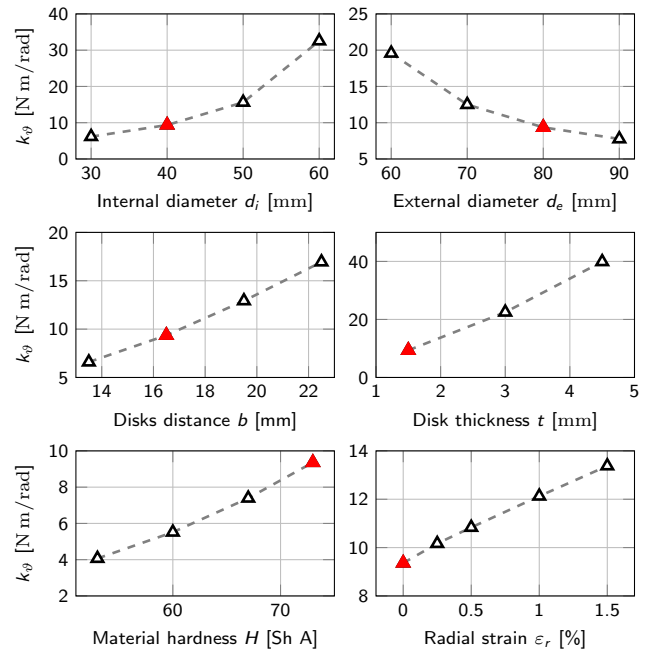 40
30
20
10
0
30 40 50 60
Internal diameter d_i [mm]
k_ϑ [N m/rad]
25
20
15
10
5
60 70 80 90
External diameter d_e [mm]
20
15
10
5
14 16 18 20 22
Disks distance b [mm]
k_ϑ [N m/rad]
40
20
0
1 2 3 4 5
Disk thickness t [mm]
10
8
6
4
2
60 70
Material hardness H [Sh A]
k_ϑ [N m/rad]
14
12
10
8
0 0.5 1 1.5
Radial strain ε_r [%]